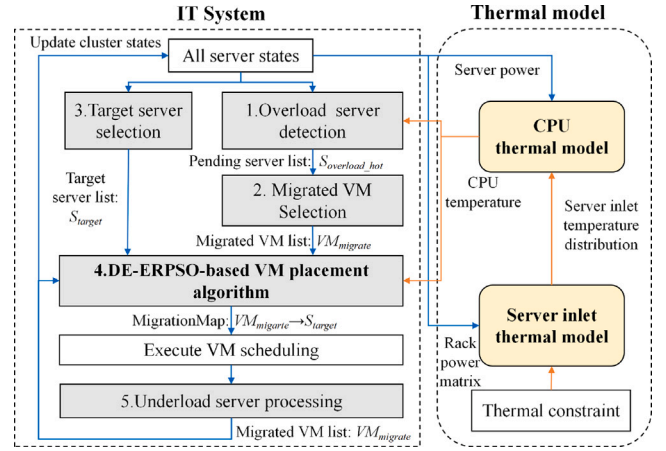 IT System
Thermal model
Update cluster states
All server states
Server power
3.Target server
selection
1.Overload server
detection
CPU
thermal model
Pending server list: S_overload_hot
Target
server list:
S_target
2. Migrated VM
Selection
CPU
temperature
Server inlet
temperature
distribution
Migrated VM list: VM_migrate
4.DE-ERPSO-based VM placement
algorithm
MigrationMap: VM_migarte→S_target
Server inlet
thermal model
Execute VM scheduling
Rack
power
matrix
5.Underload server processing
Thermal constraint
Migrated VM list: VM_migrate